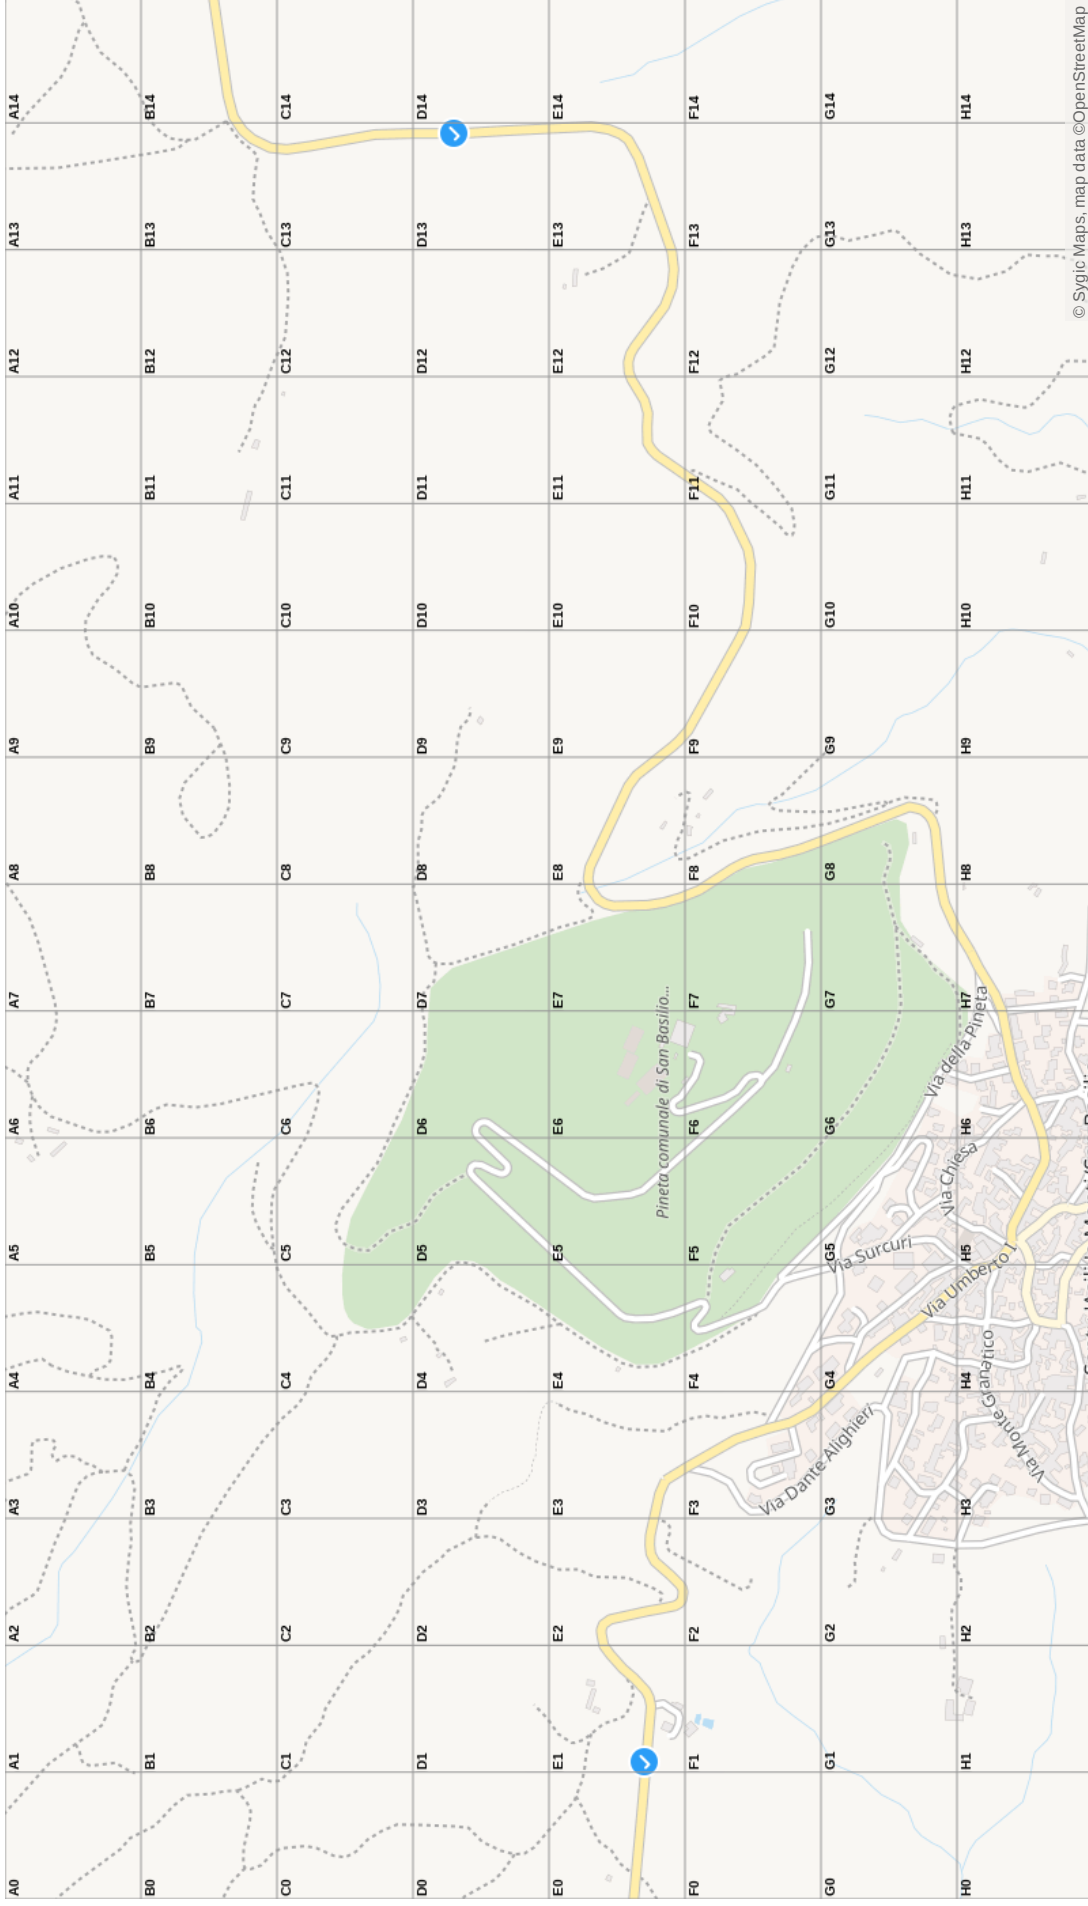 A0 A1 A2 A3 A4 A5 A6 A7 A8 A9 A10 A11 A12 A13 A14
B0 B1 B2 B3 B4 B5 B6 B7 B8 B9 B10 B11 B12 B13 B14
C0 C1 C2 C3 C4 C5 C6 C7 C8 C9 C10 C11 C12 C13 C14
D0 D1 D2 D3 D4 D5 D6 D7 D8 D9 D10 D11 D12 D13 D14
E0 E1 E2 E3 E4 E5 E6 E7 E8 E9 E10 E11 E12 E13 E14
Pineta comunale di San Basilio...
F0 F1 F2 F3 F4 F5 F6 F7 F8 F9 F10 F11 F12 F13 F14
Via Dante Alighieri
G0 G1 G2 G3 G4 G5 G6 G7 G8 G9 G10 G11 G12 G13 G14
Via Surcuri
Via Umberto I
Via Chiesa
Via della Pineta
H0 H1 H2 H3 H4 H5 H6 H7 H8 H9 H10 H11 H12 H13 H14
Via Monte Granatico
© Sygic Maps, map data ©OpenStreetMap